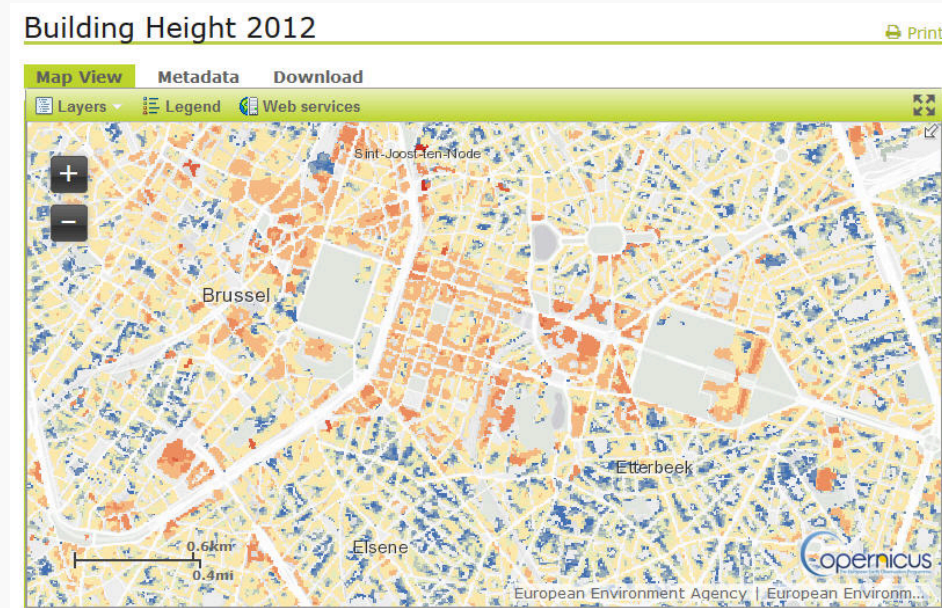 Building Height 2012
Print
Map View Metadata Download
Layers Legend Web services
+
Sint-Joost-ten-Node
−
Brussel
Etterbeek
Elsene
0.6km
0.4mi
opernicus
European Environment Agency | European Environm...